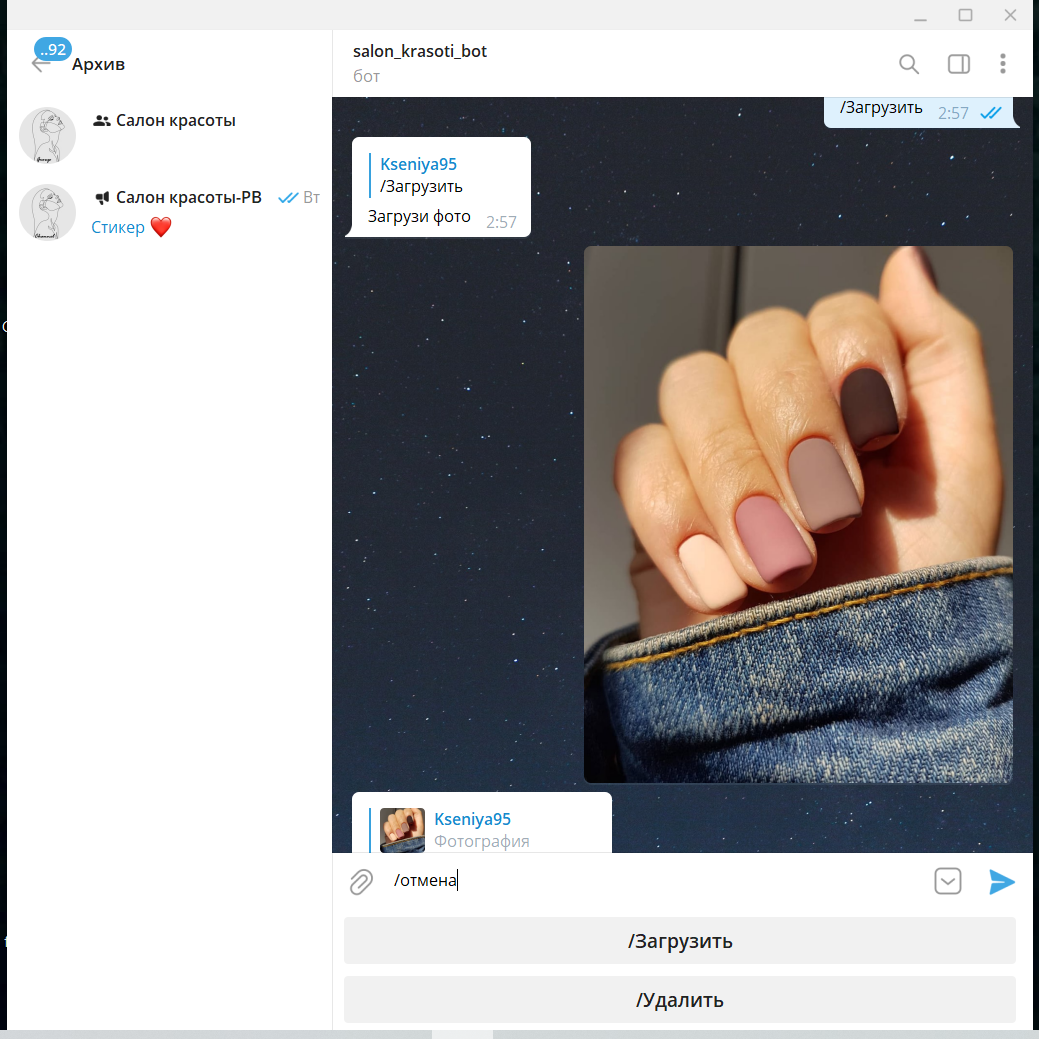 ..92
Архив
Салон красоты
Салон красоты-РВ Вт
Стикер ❤️
salon_krasoti_bot
бот
/Загрузить 2:57
Kseniya95
/Загрузить
Загрузи фото 2:57
Kseniya95
Фотография
/отмена
/Загрузить
/Удалить